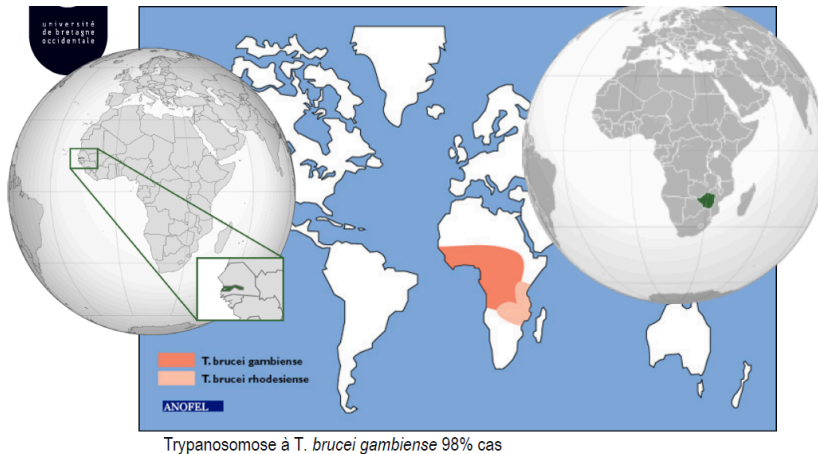 université
de bretagne
occidentale
T. brucei gambiense
T. brucei rhodesiense
ANOFEL
Trypanosomose à T. brucei gambiense 98% cas